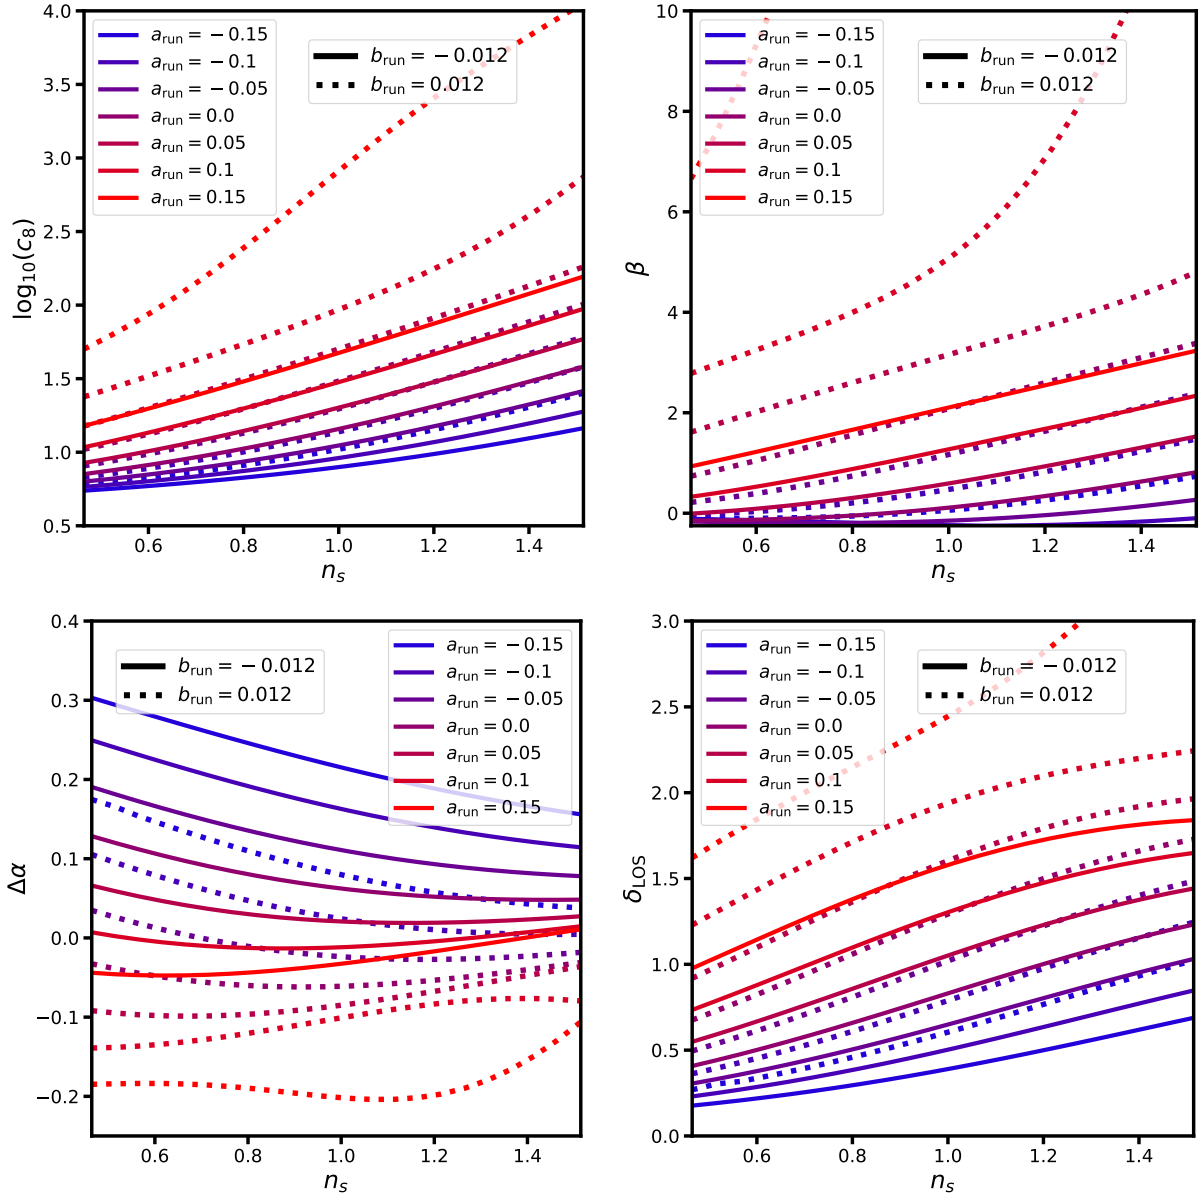 4.0
3.5
3.0
2.5
2.0
1.5
1.0
0.5
log₁₀(c₈)
a_run = −0.15
a_run = −0.1
a_run = −0.05
a_run = 0.0
a_run = 0.05
a_run = 0.1
a_run = 0.15
b_run = −0.012
b_run = 0.012
0.6 0.8 1.0 1.2 1.4
n_s
10
8
6
4
2
0
β
a_run = −0.15
a_run = −0.1
a_run = −0.05
a_run = 0.0
a_run = 0.05
a_run = 0.1
a_run = 0.15
b_run = −0.012
b_run = 0.012
0.6 0.8 1.0 1.2 1.4
n_s
0.4
0.3
0.2
0.1
0.0
−0.1
−0.2
Δα
b_run = −0.012
b_run = 0.012
a_run = −0.15
a_run = −0.1
a_run = −0.05
a_run = 0.0
a_run = 0.05
a_run = 0.1
a_run = 0.15
0.6 0.8 1.0 1.2 1.4
n_s
3.0
2.5
2.0
1.5
1.0
0.5
0.0
δ_LOS
a_run = −0.15
a_run = −0.1
a_run = −0.05
a_run = 0.0
a_run = 0.05
a_run = 0.1
a_run = 0.15
b_run = −0.012
b_run = 0.012
0.6 0.8 1.0 1.2 1.4
n_s